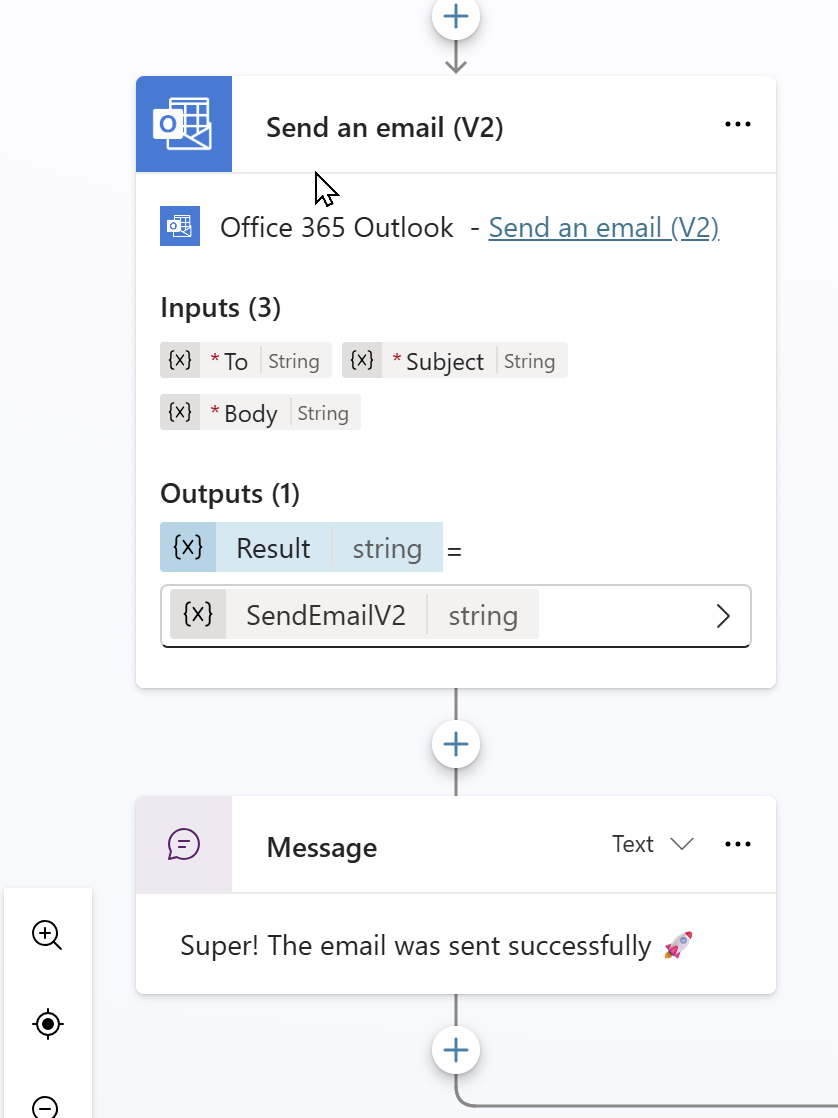 Send an email (V2)
Office 365 Outlook - Send an email (V2)
Inputs (3)
{x} * To String {x} * Subject String
{x} * Body String
Outputs (1)
{x} Result string =
{x} SendEmailV2 string
Message Text
Super! The email was sent successfully 🚀